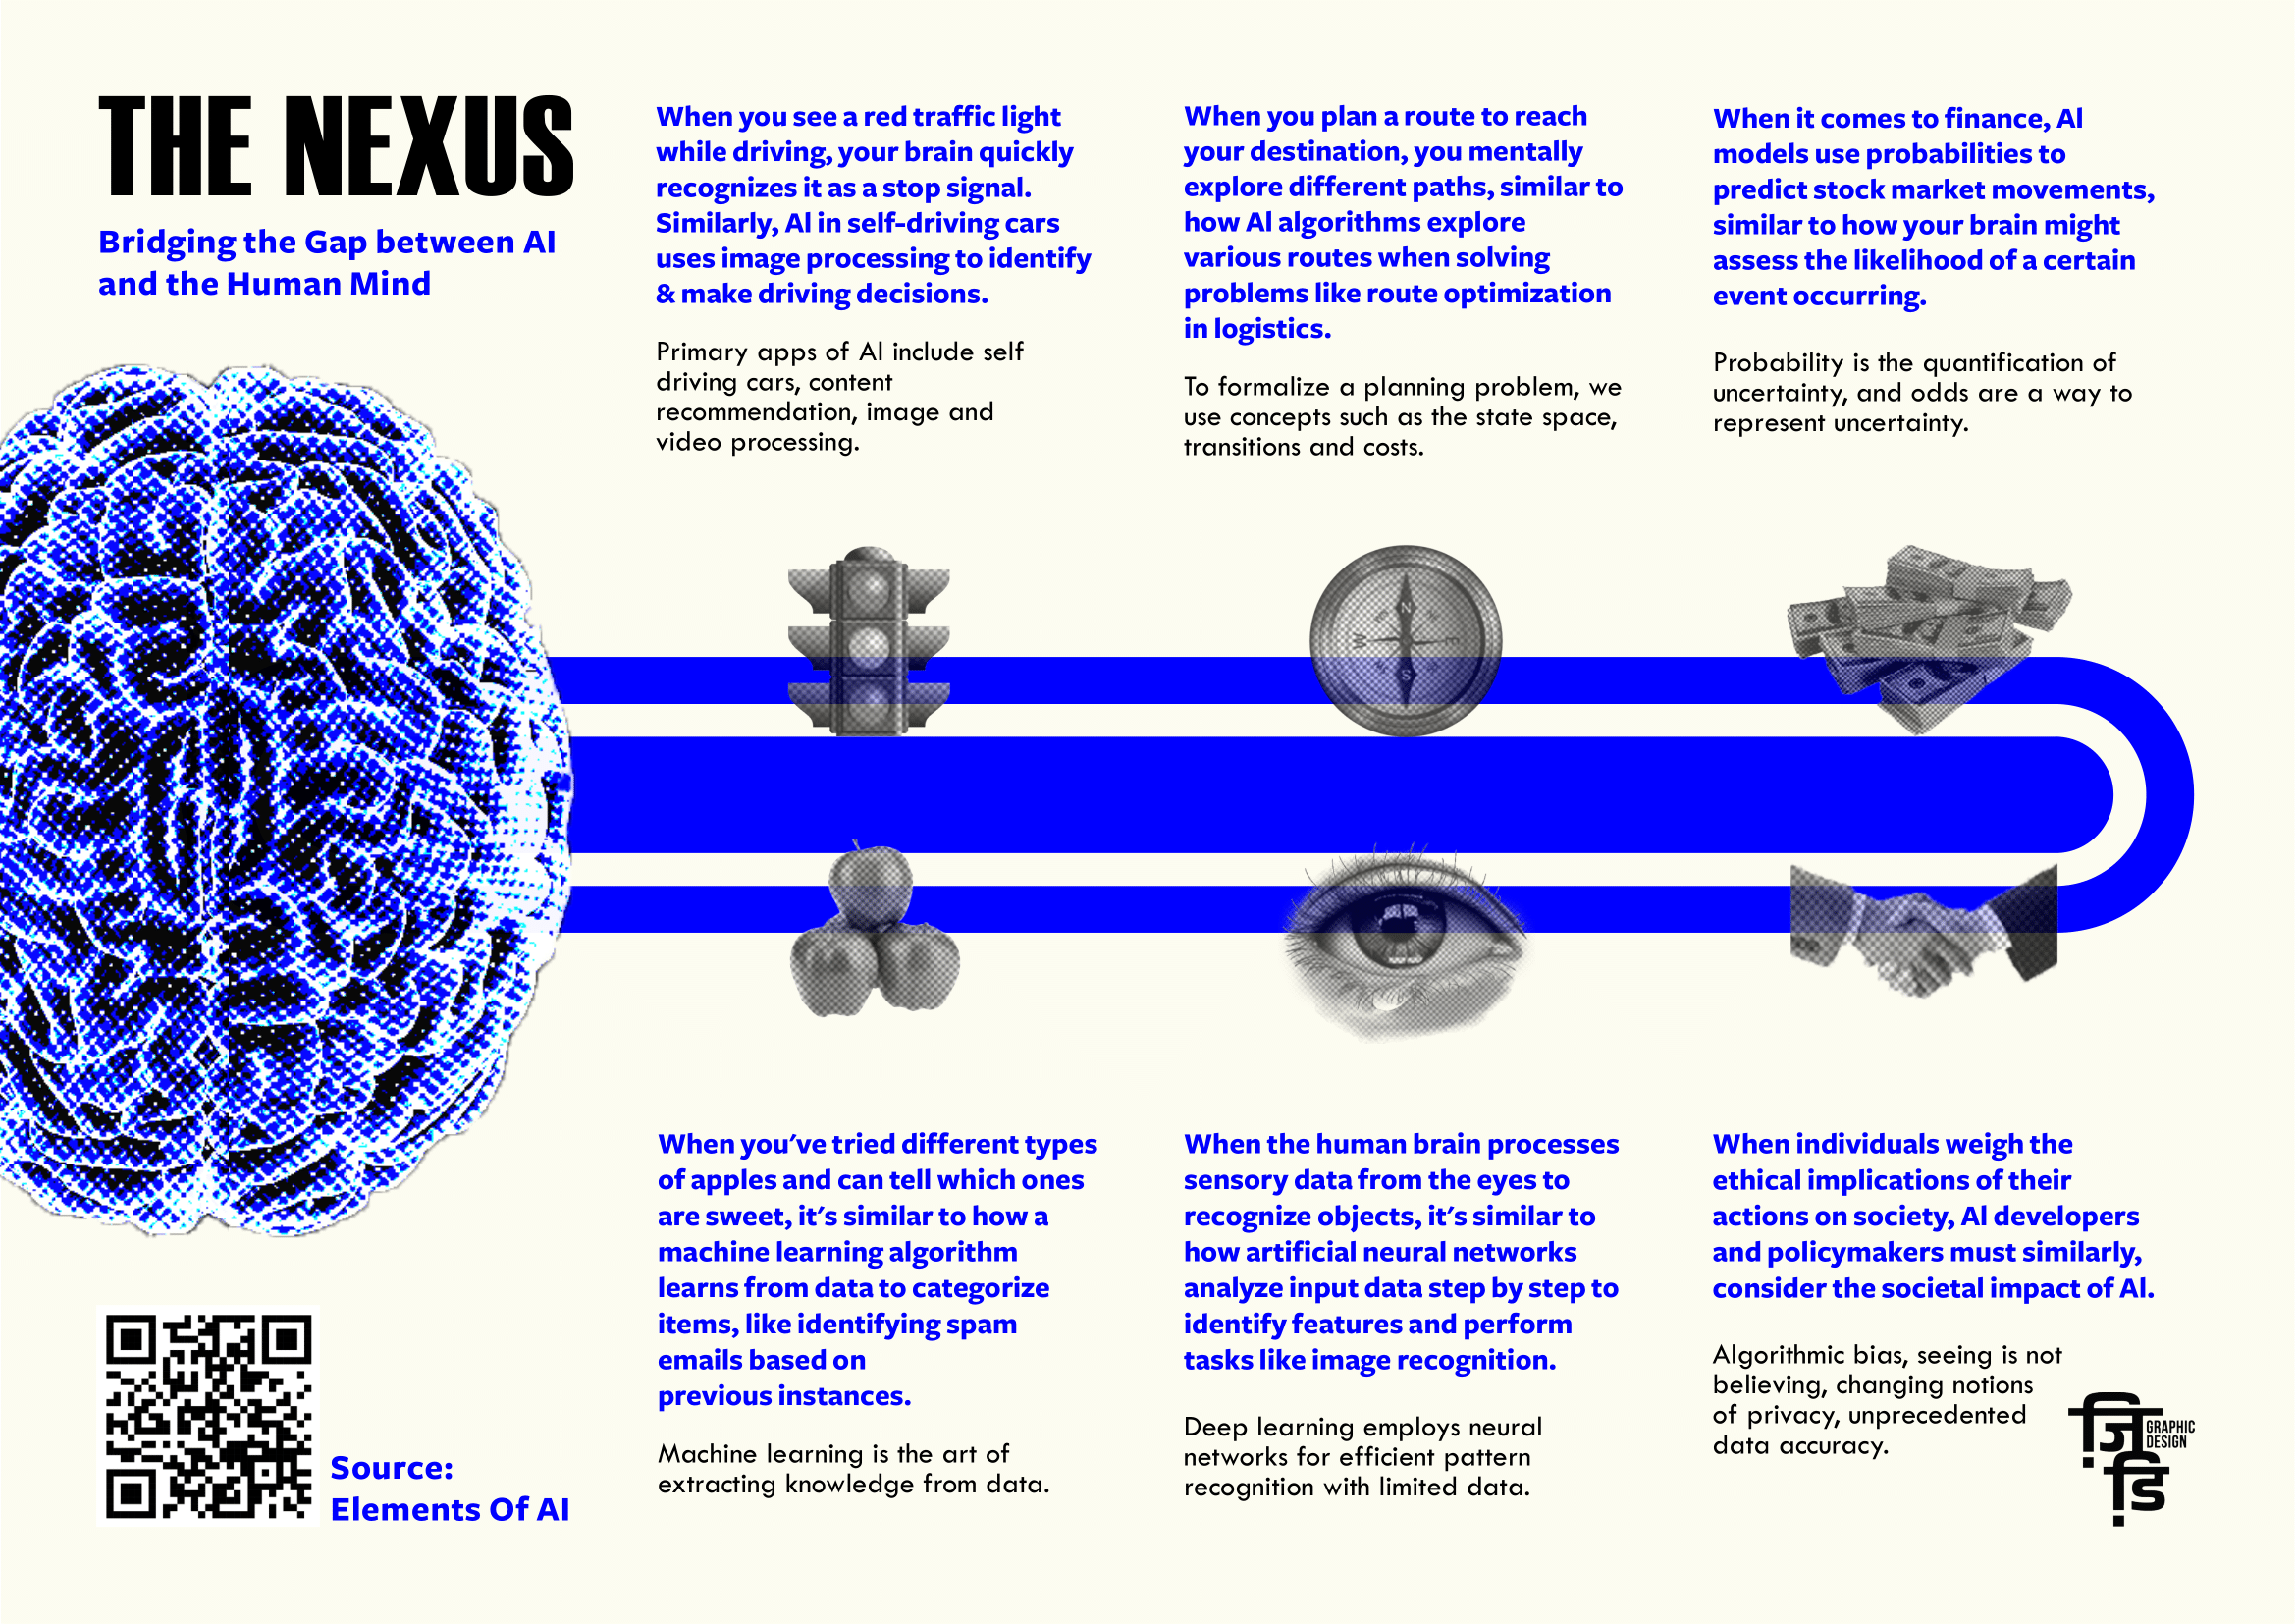 THE NEXUS
Bridging the Gap between AI
and the Human Mind
When you see a red traffic light
while driving, your brain quickly
recognizes it as a stop signal.
Similarly, AI in self-driving cars
uses image processing to identify
& make driving decisions.
Primary apps of AI include self
driving cars, content
recommendation, image and
video processing.
When you plan a route to reach
your destination, you mentally
explore different paths, similar to
how AI algorithms explore
various routes when solving
problems like route optimization
in logistics.
To formalize a planning problem, we
use concepts such as the state space,
transitions and costs.
When it comes to finance, AI
models use probabilities to
predict stock market movements,
similar to how your brain might
assess the likelihood of a certain
event occurring.
Probability is the quantification of
uncertainty, and odds are a way to
represent uncertainty.
N
W
E
S
When you've tried different types
of apples and can tell which ones
are sweet, it's similar to how a
machine learning algorithm
learns from data to categorize
items, like identifying spam
emails based on
previous instances.
Machine learning is the art of
extracting knowledge from data.
When the human brain processes
sensory data from the eyes to
recognize objects, it's similar to
how artificial neural networks
analyze input data step by step to
identify features and perform
tasks like image recognition.
Deep learning employs neural
networks for efficient pattern
recognition with limited data.
When individuals weigh the
ethical implications of their
actions on society, AI developers
and policymakers must similarly,
consider the societal impact of AI.
Algorithmic bias, seeing is not
believing, changing notions
of privacy, unprecedented
data accuracy.
Source:
Elements Of AI
जि
GRAPHIC
DESIGN
डि